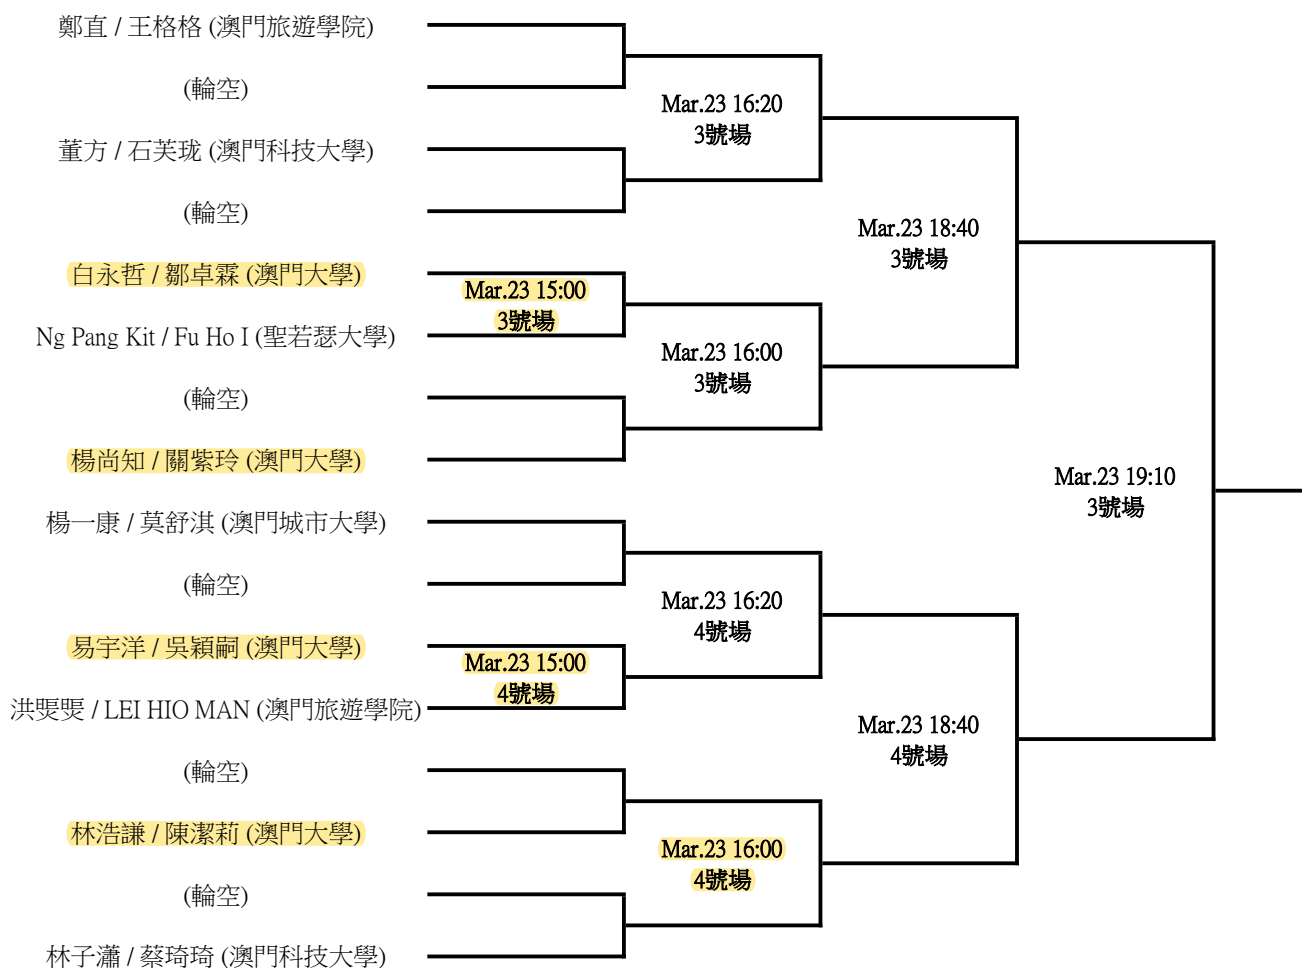 鄭直 / 王格格 (澳門旅遊學院)
(輪空)
Mar.23 16:20
3號場
董方 / 石芙珑 (澳門科技大學)
(輪空)
Mar.23 18:40
3號場
白永哲 / 鄒卓霖 (澳門大學)
Mar.23 15:00
3號場
Ng Pang Kit / Fu Ho I (聖若瑟大學)
Mar.23 16:00
3號場
(輪空)
楊尚知 / 關紫玲 (澳門大學)
Mar.23 19:10
3號場
楊一康 / 莫舒淇 (澳門城市大學)
(輪空)
Mar.23 16:20
4號場
易宇洋 / 吳穎嗣 (澳門大學)
Mar.23 15:00
4號場
洪雯雯 / LEI HIO MAN (澳門旅遊學院)
Mar.23 18:40
4號場
(輪空)
林浩謙 / 陳潔莉 (澳門大學)
Mar.23 16:00
4號場
(輪空)
林子瀟 / 蔡琦琦 (澳門科技大學)